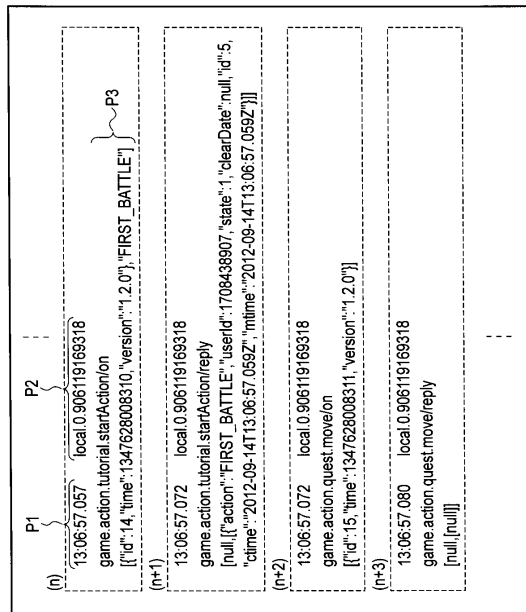 P1
P2
(n)
13:06:57.057 local.0.906119169318
game.action.tutorial.startAction/on
[{"id":14,"time":1347628008310,"version":"1.2.0"},"FIRST_BATTLE"]
P3
(n+1)
13:06:57.072 local.0.906119169318
game.action.tutorial.startAction/reply
[null,[{"action":"FIRST_BATTLE","userId":1708438907,"state":1,"clearDate":null,"id":5,
"ctime":"2012-09-14T13:06:57.059Z","mtime":"2012-09-14T13:06:57.059Z"}]]
(n+2)
13:06:57.072 local.0.906119169318
game.action.quest.move/on
[{"id":15,"time":1347628008311,"version":"1.2.0"}]
(n+3)
13:06:57.080 local.0.906119169318
game.action.quest.move/reply
[null,[null]]